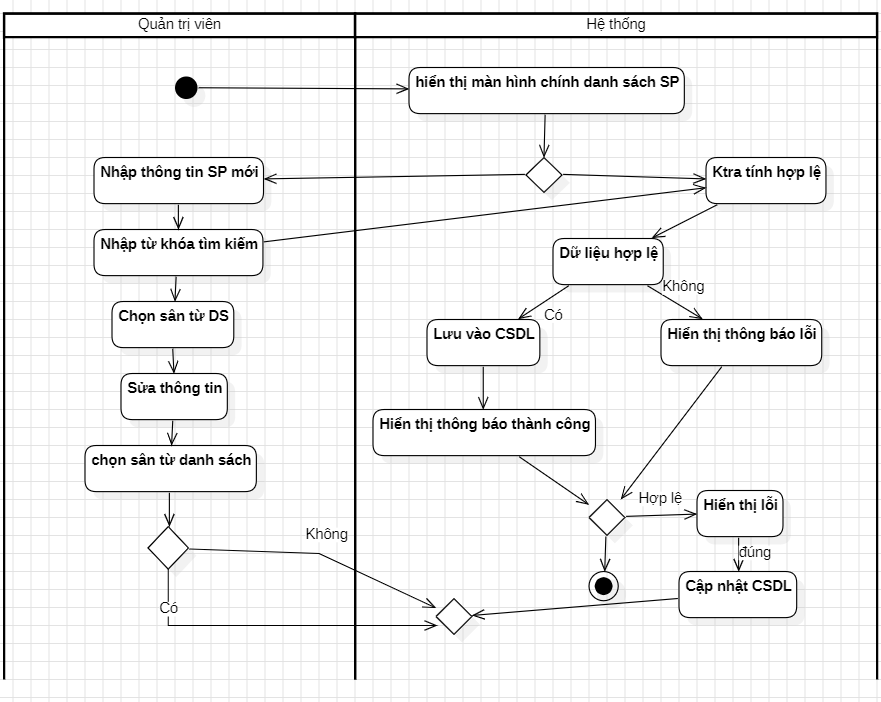 Quản trị viên
Hệ thống
hiển thị màn hình chính danh sách SP
Nhập thông tin SP mới
Ktra tính hợp lệ
Nhập từ khóa tìm kiếm
Dữ liệu hợp lệ
Không
Chọn sân từ DS
Có
Lưu vào CSDL
Hiển thị thông báo lỗi
Sửa thông tin
Hiển thị thông báo thành công
chọn sân từ danh sách
Hợp lệ
Hiển thị lỗi
Không
đúng
Cập nhật CSDL
Có